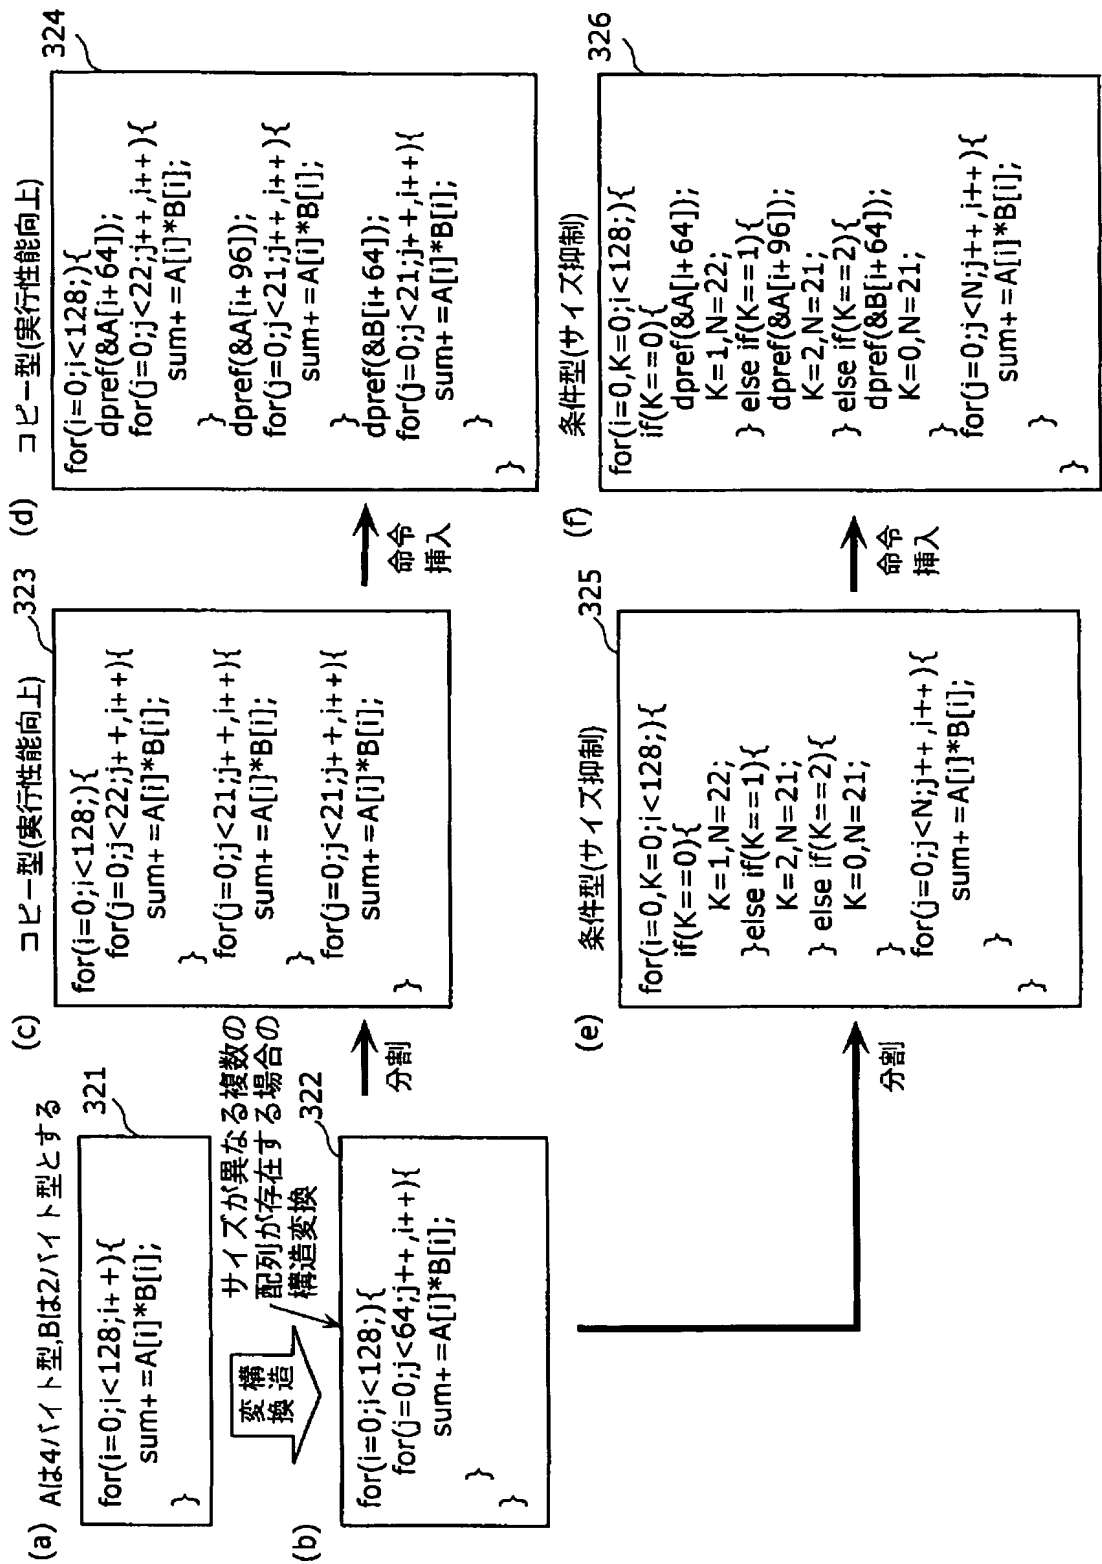 (a) Aは4バイト型,Bは2バイト型とする
321
for(i=0;i<128;i++){
sum+=A[i]*B[i];
}
構造
変換
サイズが異なる複数の
配列が存在する場合の
構造変換
(b)
322
for(i=0;i<128;){
for(j=0;j<64;j++,i++){
sum+=A[i]*B[i];
}
}
分割
(c) コピー型(実行性能向上)
323
for(i=0;i<128;){
for(j=0;j<22;j++,i++){
sum+=A[i]*B[i];
}
for(j=0;j<21;j++,i++){
sum+=A[i]*B[i];
}
for(j=0;j<21;j++,i++){
sum+=A[i]*B[i];
}
}
命令
挿入
(d) コピー型(実行性能向上)
324
for(i=0;i<128;){
dpref(&A[i+64]);
for(j=0;j<22;j++,i++){
sum+=A[i]*B[i];
}
dpref(&A[i+96]);
for(j=0;j<21;j++,i++){
sum+=A[i]*B[i];
}
dpref(&B[i+64]);
for(j=0;j<21;j++,i++){
sum+=A[i]*B[i];
}
}
分割
(e) 条件型(サイズ抑制)
325
for(i=0,K=0;i<128;){
if(K==0){
K=1,N=22;
}else if(K==1){
K=2,N=21;
} else if(K==2){
K=0,N=21;
}
for(j=0;j<N;j++,i++){
sum+=A[i]*B[i];
}
}
命令
挿入
(f) 条件型(サイズ抑制)
326
for(i=0,K=0;i<128;){
if(K==0){
dpref(&A[i+64]);
K=1,N=22;
} else if(K==1){
dpref(&A[i+96]);
K=2,N=21;
} else if(K==2){
dpref(&B[i+64]);
K=0,N=21;
}
for(j=0;j<N;j++,i++){
sum+=A[i]*B[i];
}
}